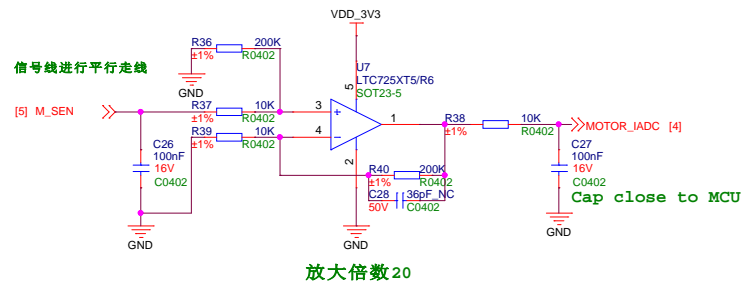 VDD_3V3
R36 200K
±1% R0402
GND
信号线进行平行走线
U7
LTC725XT5/R6
SOT23-5
5
[5] M_SEN
R37 10K
±1% R0402
3
+
R39 10K
±1% R0402
4
-
1
2
R38 10K
±1% R0402
MOTOR_IADC [4]
C26
100nF
16V
C0402
GND
R40 200K
±1% R0402
C28 36pF_NC
50V C0402
GND
C27
100nF
16V
C0402
Cap close to MCU
GND
放大倍数20